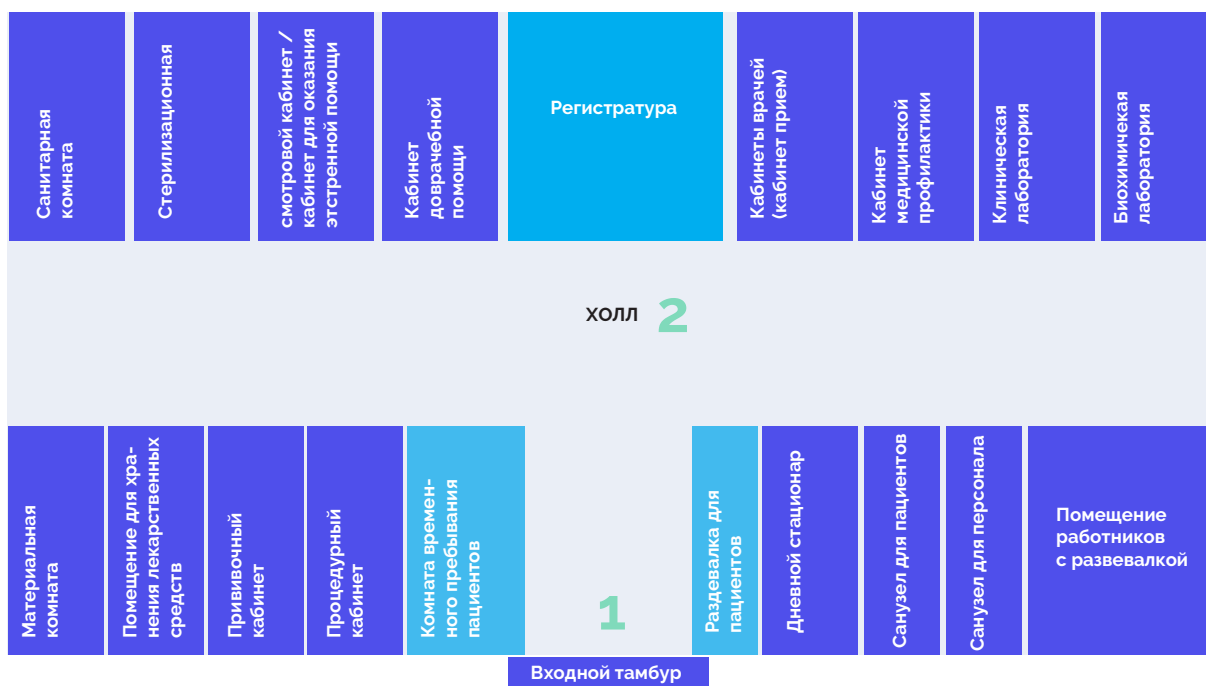 Санитарная
комната
Стерилизационная
смотровой кабинет /
кабинет для оказания
этстренной помощи
Кабинет
доврачебной
помощи
Регистратура
Кабинеты врачей
(кабинет прием)
Кабинет
медицинской
профилактики
Клиническая
лаборатория
Биохимичекая
лаборатория
ХОЛЛ 2
Материальная
комната
Помещение для хра-
нения лекарственных
средств
Прививочный
кабинет
Процедурный
кабинет
Комната времен-
ного пребывания
пациентов
1
Раздевалка для
пациентов
Дневной стационар
Санузел для пациентов
Санузел для персонала
Помещение
работников
с развевалкой
Входной тамбур